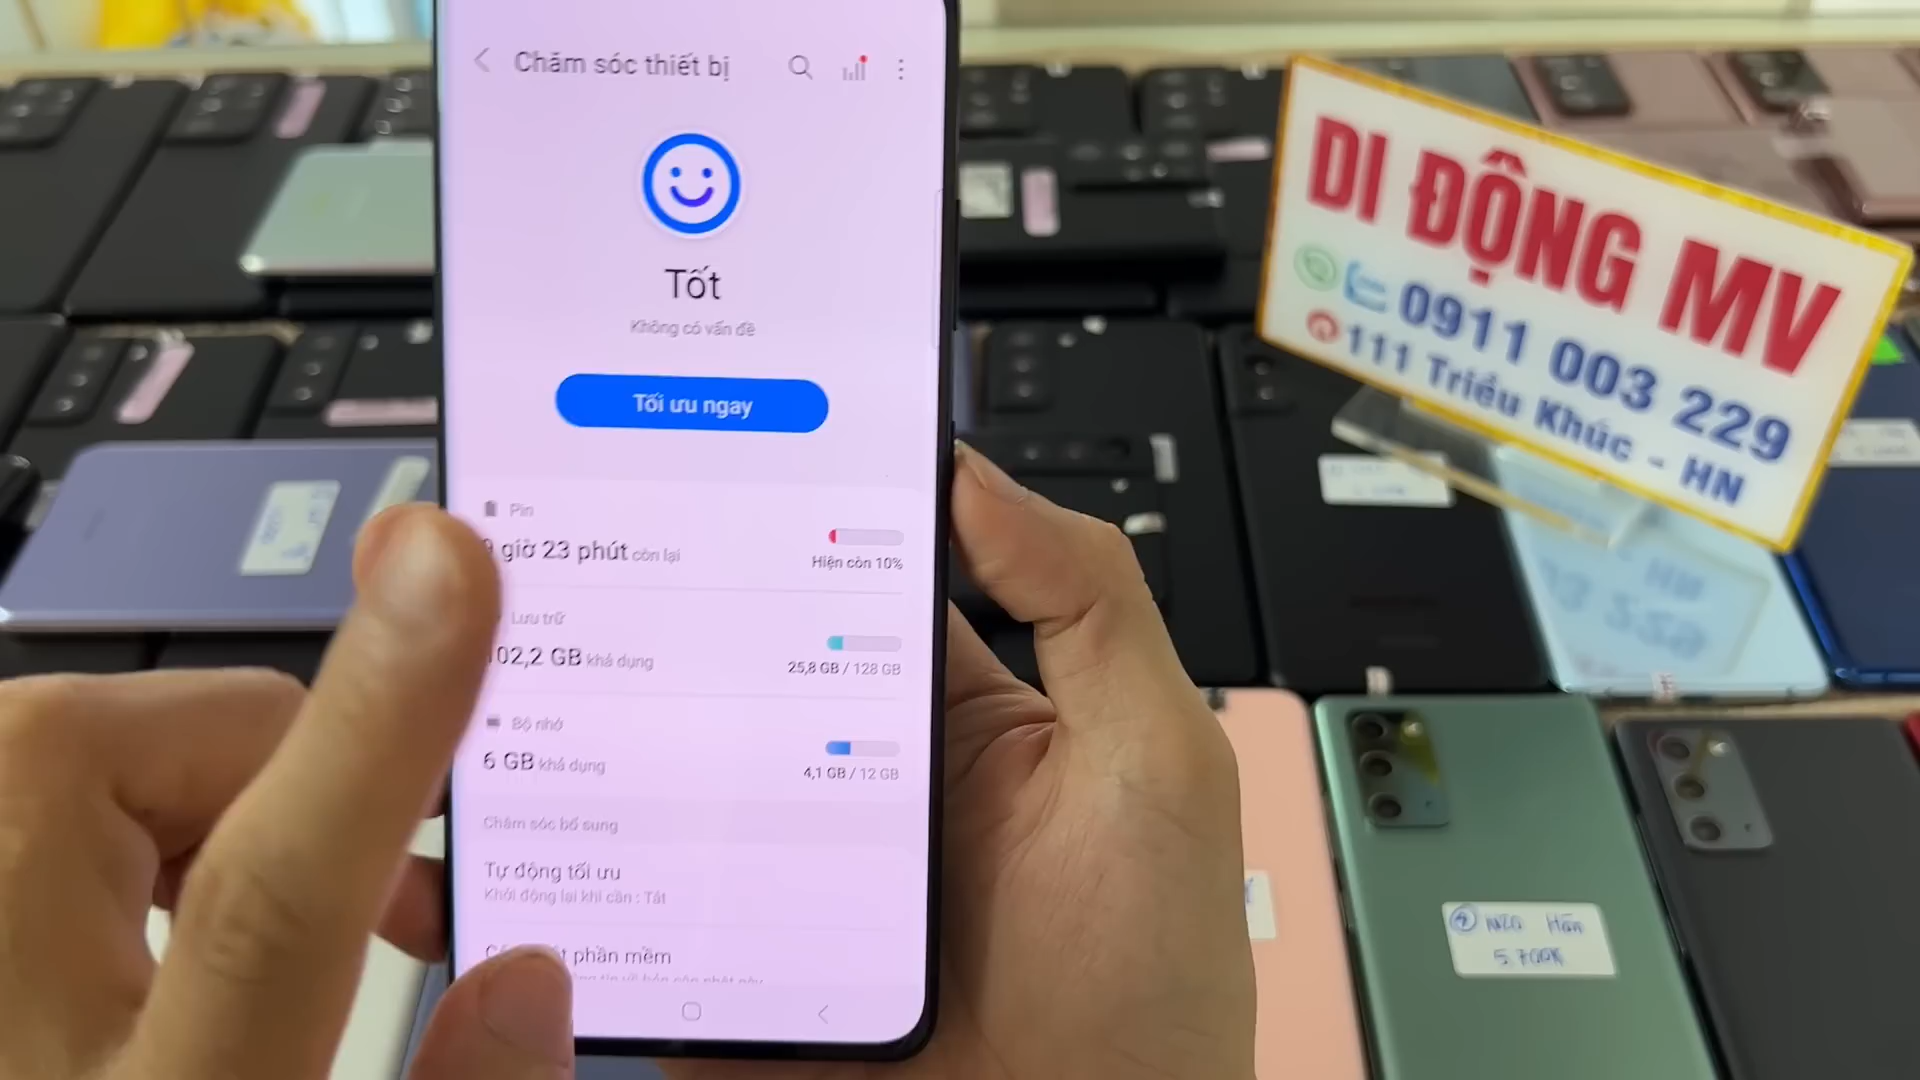 Chăm sóc thiết bị
Tốt
Không có vấn đề
Tối ưu ngay
Pin
giờ 23 phút còn lại
Hiện còn 10%
Lưu trữ
02,2 GB khả dụng
25,8 GB / 128 GB
Bộ nhớ
6 GB khả dụng
4,1 GB / 12 GB
Chăm sóc bổ sung
Tự động tối ưu
Khởi động lại khi cần : Tắt
phần mềm
DI ĐỘNG MV
0911 003 229
111 Triều Khúc - HN
N20 Hàn
5.700K